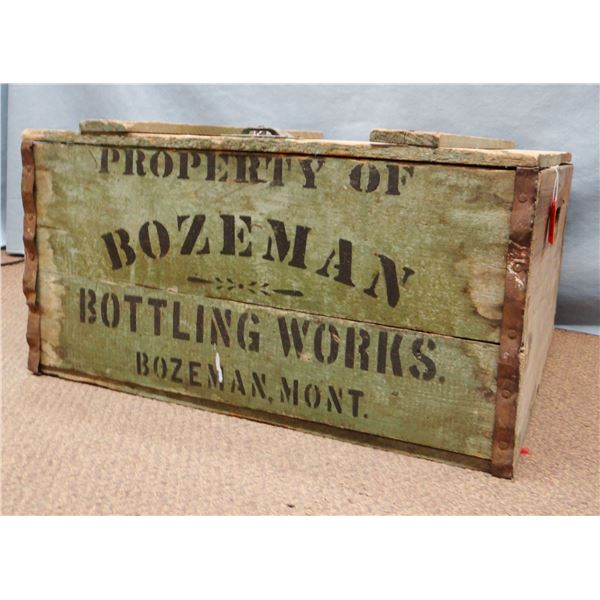 PROPERTY OF
BOZEMAN
BOTTLING WORKS.
BOZEMAN, MONT.